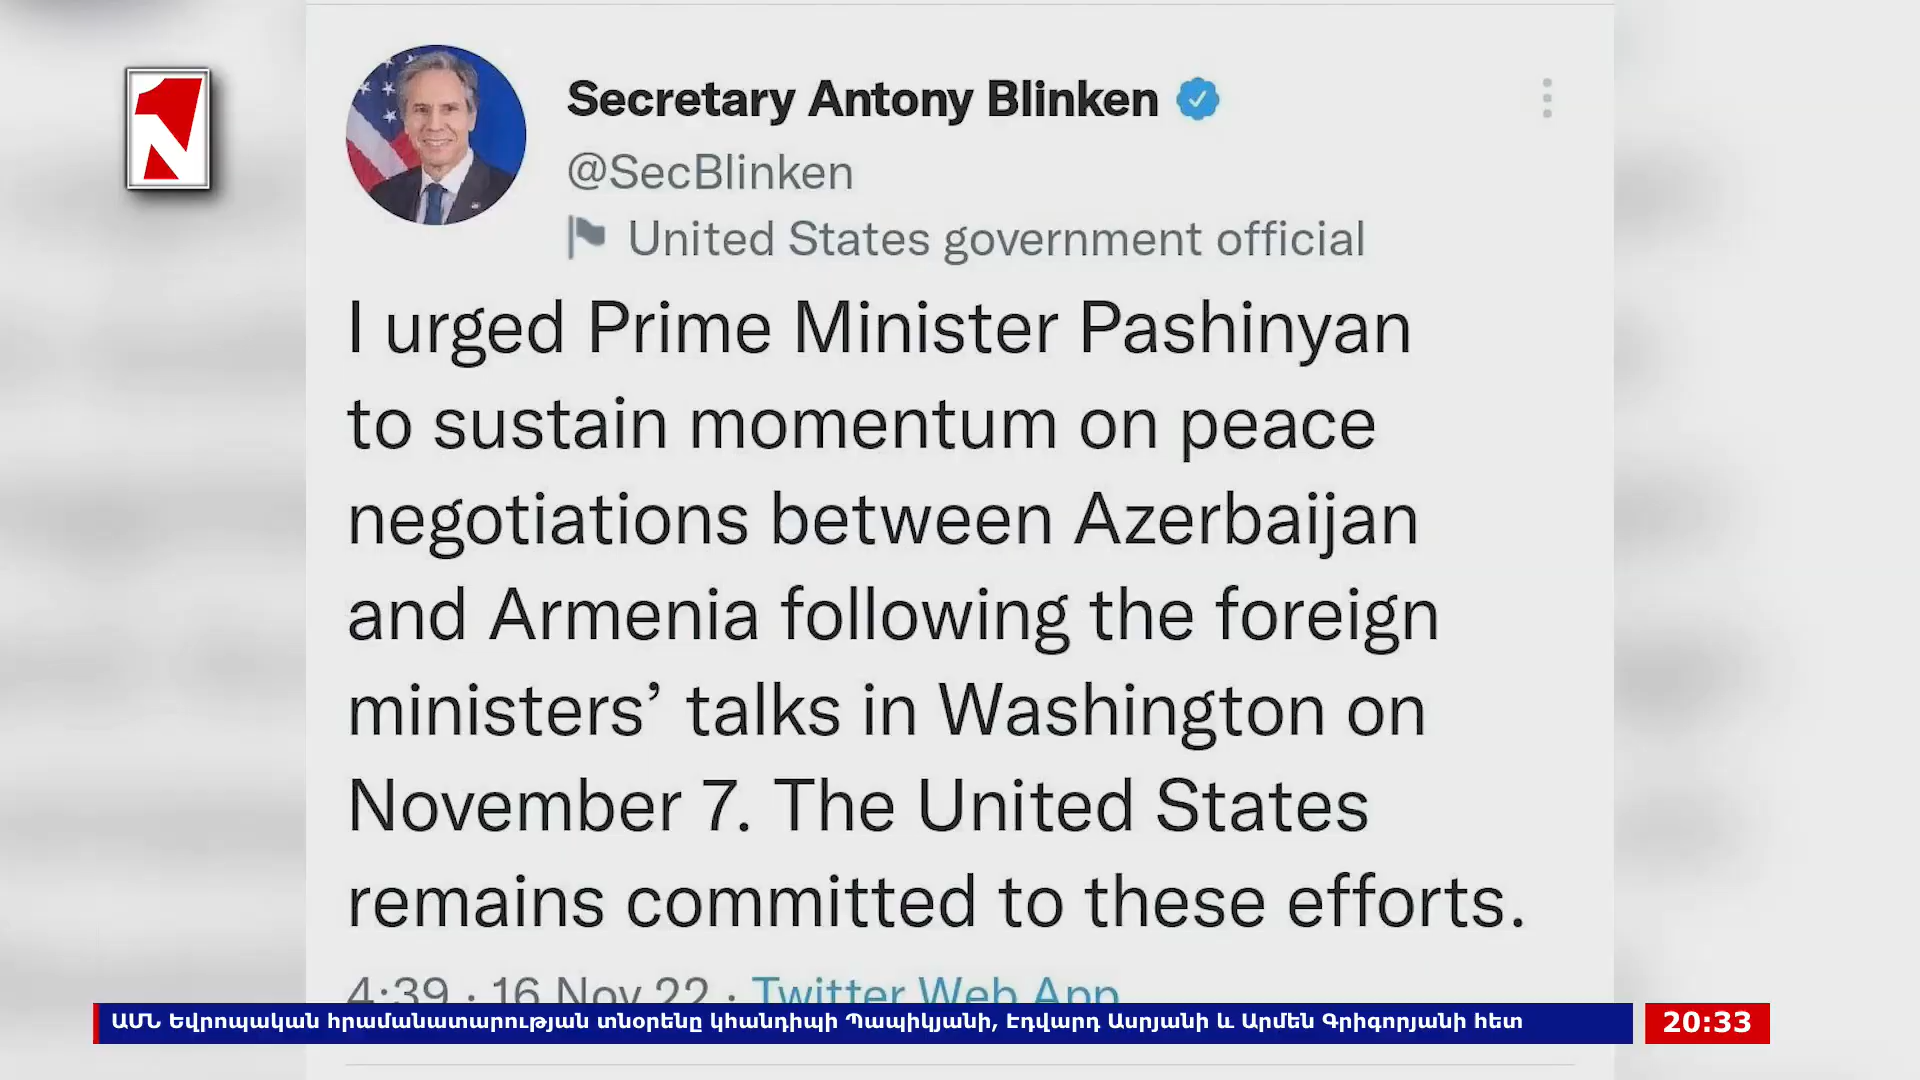 1N
Secretary Antony Blinken
@SecBlinken
United States government official
I urged Prime Minister Pashinyan
to sustain momentum on peace
negotiations between Azerbaijan
and Armenia following the foreign
ministers’ talks in Washington on
November 7. The United States
remains committed to these efforts.
4:39 · 16 Nov 22 · Twitter Web App
ԱՄՆ Եվրոպական հրամանատարության տնօրենը կհանդիպի Պապիկյանի, Էդվարդ Ասրյանի և Արմեն Գրիգորյանի հետ
20:33